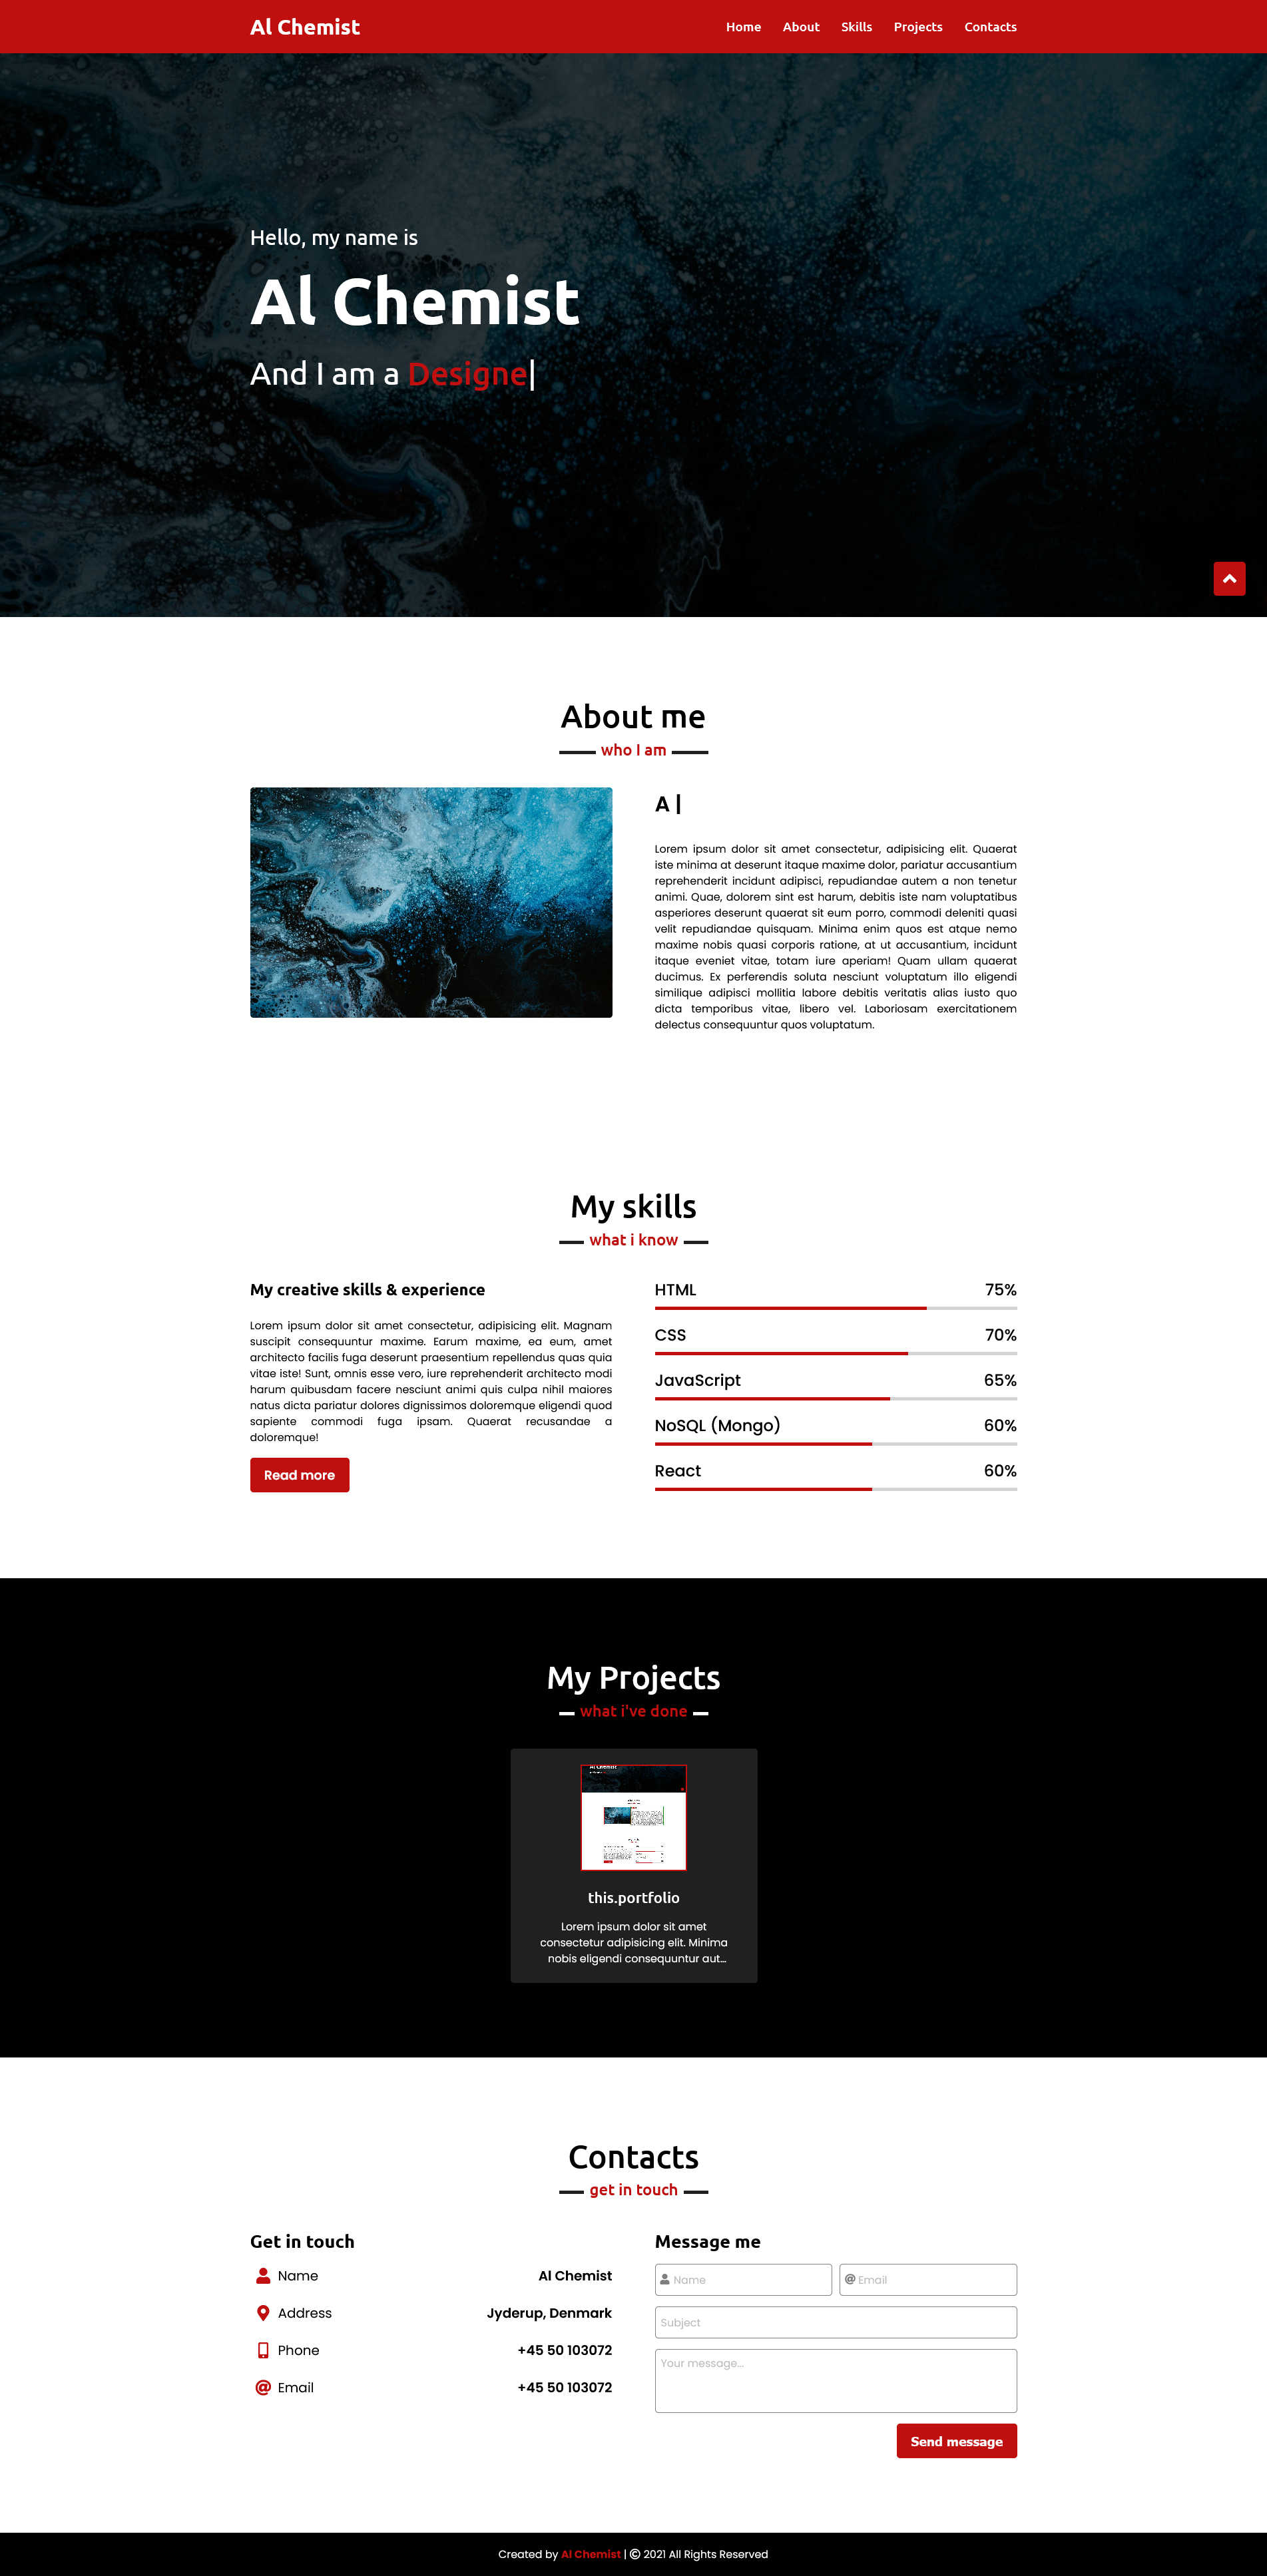 Al Chemist
Home About Skills Projects Contacts
Hello, my name is
Al Chemist
And I am a Designe|
About me
who I am
A |
Lorem ipsum dolor sit amet consectetur, adipisicing elit. Quaerat
iste minima at deserunt itaque maxime dolor, pariatur accusantium
reprehenderit incidunt adipisci, repudiandae autem a non tenetur
animi. Quae, dolorem sint est harum, debitis iste nam voluptatibus
asperiores deserunt quaerat sit eum porro, commodi deleniti quasi
velit repudiandae quisquam. Minima enim quos est atque nemo
maxime nobis quasi corporis ratione, at ut accusantium, incidunt
itaque eveniet vitae, totam iure aperiam! Quam ullam quaerat
ducimus. Ex perferendis soluta nesciunt voluptatum illo eligendi
similique adipisci mollitia labore debitis veritatis alias iusto quo
dicta temporibus vitae, libero vel. Laboriosam exercitationem
delectus consequuntur quos voluptatum.
My skills
what i know
My creative skills & experience
Lorem ipsum dolor sit amet consectetur, adipisicing elit. Magnam
suscipit consequuntur maxime. Earum maxime, ea eum, amet
architecto facilis fuga deserunt praesentium repellendus quas quia
vitae iste! Sunt, omnis esse vero, iure reprehenderit architecto modi
harum quibusdam facere nesciunt animi quis culpa nihil maiores
natus dicta pariatur dolores dignissimos doloremque eligendi quod
sapiente commodi fuga ipsam. Quaerat recusandae a
doloremque!
Read more
HTML 75%
CSS 70%
JavaScript 65%
NoSQL (Mongo) 60%
React 60%
My Projects
what i've done
Al Chemist
this.portfolio
Lorem ipsum dolor sit amet
consectetur adipisicing elit. Minima
nobis eligendi consequuntur aut...
Contacts
get in touch
Get in touch
Name Al Chemist
Address Jyderup, Denmark
Phone +45 50 103072
Email +45 50 103072
Message me
Name
@ Email
Subject
Your message...
Send message
Created by Al Chemist | © 2021 All Rights Reserved